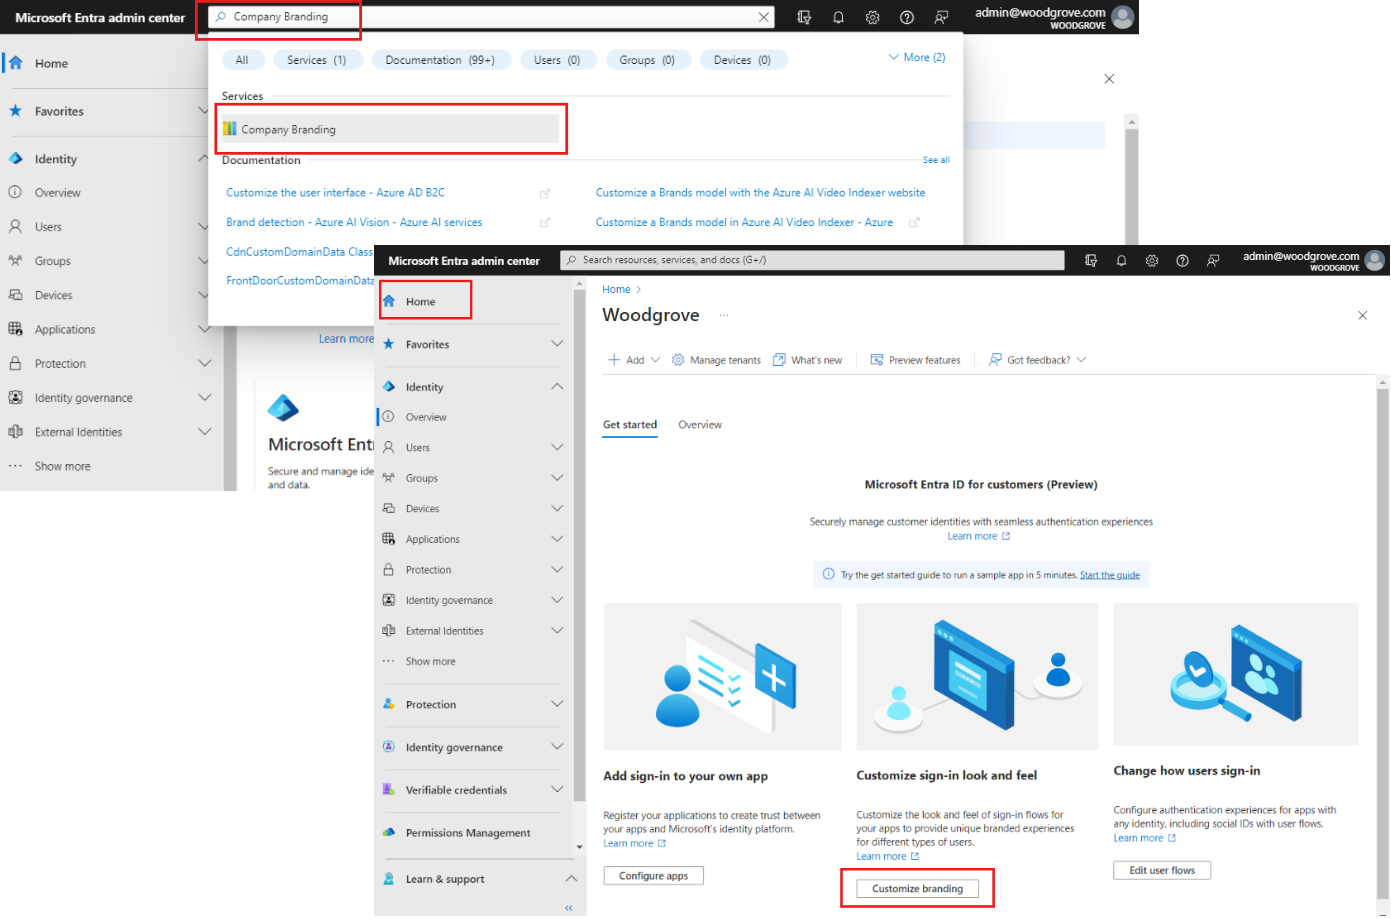 Microsoft Entra admin center
Company Branding
admin@woodgrove.com
WOODGROVE
Home
Favorites
Identity
Overview
Users
Groups
Devices
Applications
Protection
Identity governance
External Identities
Show more
All
Services (1)
Documentation (99+)
Users (0)
Groups (0)
Devices (0)
More (2)
Services
Company Branding
Documentation
See all
Customize the user interface - Azure AD B2C
Customize a Brands model with the Azure AI Video Indexer website
Brand detection - Azure AI Vision - Azure AI services
Customize a Brands model in Azure AI Video Indexer - Azure
CdnCustomDomainData Class
FrontDoorCustomDomainData
Learn more
Microsoft Entr
Secure and manage ide
and data.
Microsoft Entra admin center
Search resources, services, and docs (G+/)
admin@woodgrove.com
WOODGROVE
Home
Favorites
Identity
Overview
Users
Groups
Devices
Applications
Protection
Identity governance
External Identities
Show more
Protection
Identity governance
Verifiable credentials
Permissions Management
Learn & support
Home
Woodgrove
Add
Manage tenants
What's new
Preview features
Got feedback?
Get started
Overview
Microsoft Entra ID for customers (Preview)
Securely manage customer identities with seamless authentication experiences
Learn more
Try the get started guide to run a sample app in 5 minutes. Start the guide
Add sign-in to your own app
Register your applications to create trust between
your apps and Microsoft's identity platform.
Learn more
Configure apps
Customize sign-in look and feel
Customize the look and feel of sign-in flows for
your apps to provide unique branded experiences
for different types of users.
Learn more
Customize branding
Change how users sign-in
Configure authentication experiences for apps with
any identity, including social IDs with user flows.
Learn more
Edit user flows